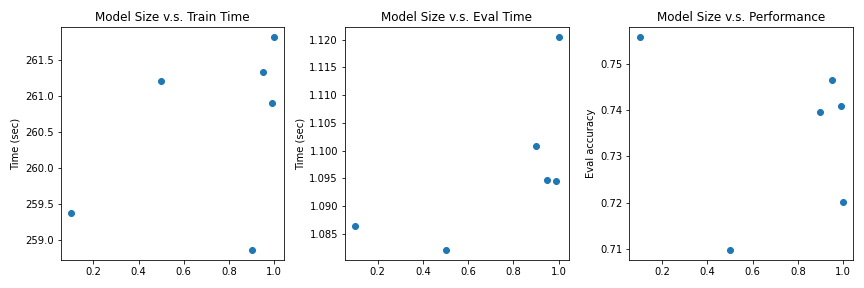 Model Size v.s. Train Time
Time (sec)
261.5
261.0
260.5
260.0
259.5
259.0
0.2 0.4 0.6 0.8 1.0
Model Size v.s. Eval Time
Time (sec)
1.120
1.115
1.110
1.105
1.100
1.095
1.090
1.085
0.2 0.4 0.6 0.8 1.0
Model Size v.s. Performance
Eval accuracy
0.75
0.74
0.73
0.72
0.71
0.2 0.4 0.6 0.8 1.0